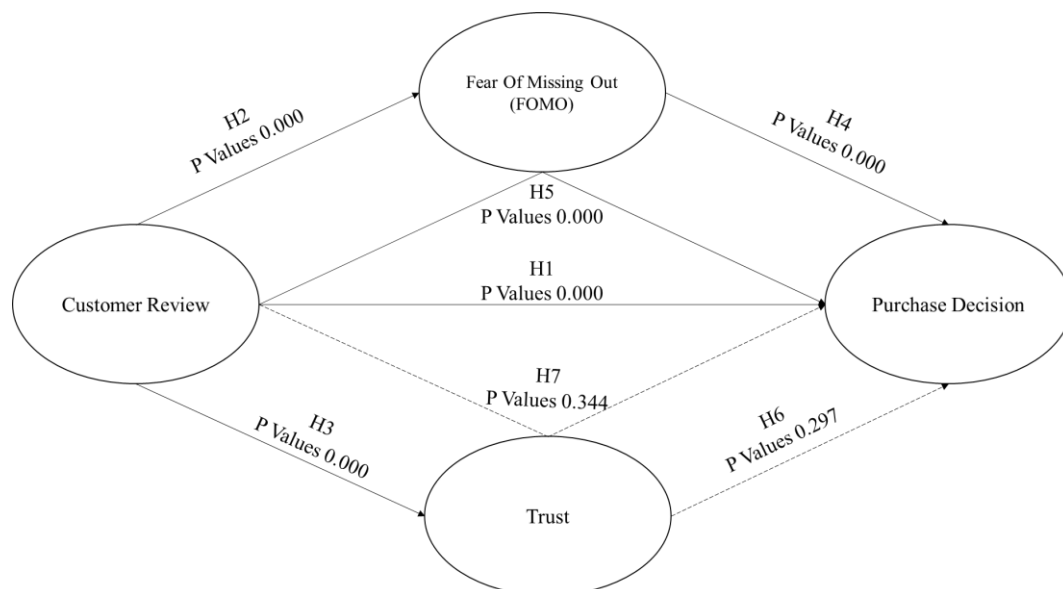 Fear Of Missing Out
(FOMO)
H2
P Values 0.000
H4
P Values 0.000
H5
P Values 0.000
H1
P Values 0.000
Customer Review
Purchase Decision
H7
P Values 0.344
H3
P Values 0.000
H6
P Values 0.297
Trust